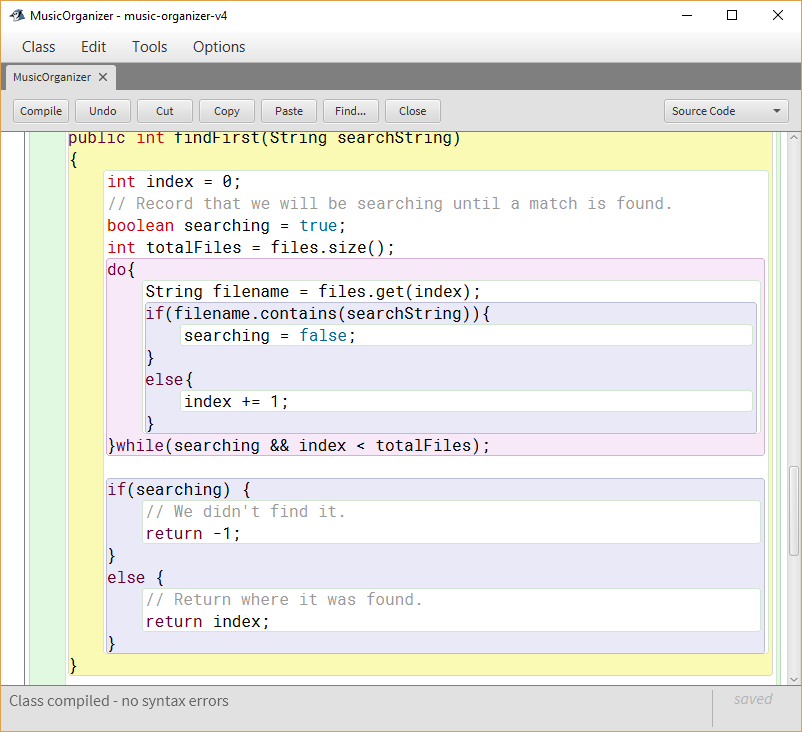 MusicOrganizer - music-organizer-v4
Class Edit Tools Options
MusicOrganizer
Compile Undo Cut Copy Paste Find... Close Source Code
public int findFirst(String searchString)
{
int index = 0;
// Record that we will be searching until a match is found.
boolean searching = true;
int totalFiles = files.size();
do{
String filename = files.get(index);
if(filename.contains(searchString)){
searching = false;
}
else{
index += 1;
}
}while(searching && index < totalFiles);
if(searching) {
// We didn't find it.
return -1;
}
else {
// Return where it was found.
return index;
}
}
Class compiled - no syntax errors
saved